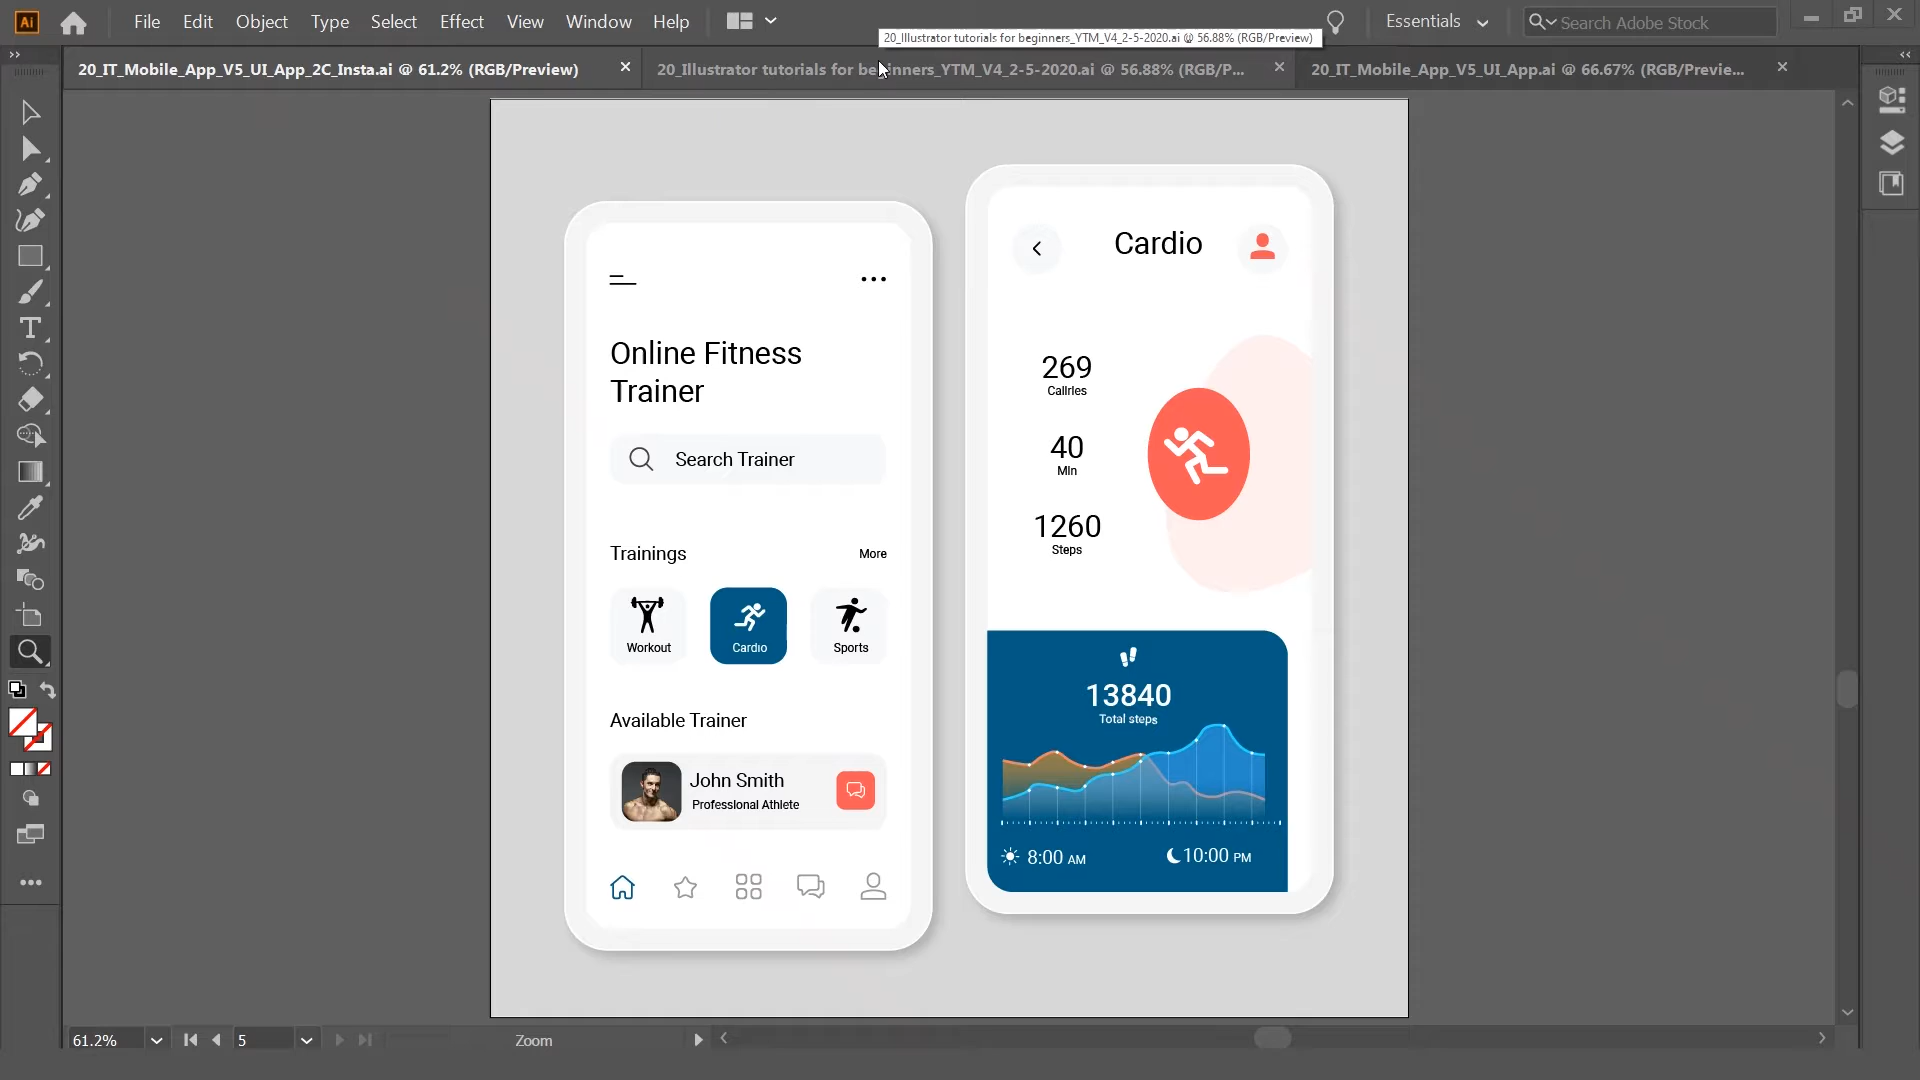 Ai File Edit Object Type Select Effect View Window Help Essentials Search Adobe Stock
20_Illustrator tutorials for beginners_YTM_V4_2-5-2020.ai @ 56.88% (RGB/Preview)
20_IT_Mobile_App_V5_UI_App_2C_Insta.ai @ 61.2% (RGB/Preview)
20_Illustrator tutorials for beginners_YTM_V4_2-5-2020.ai @ 56.88% (RGB/P...
20_IT_Mobile_App_V5_UI_App.ai @ 66.67% (RGB/Previe...
Online Fitness
Trainer
Search Trainer
Trainings More
Workout Cardio Sports
Available Trainer
John Smith
Professional Athlete
Cardio
269
Callries
40
Min
1260
Steps
13840
Total steps
8:00 AM 10:00 PM
61.2% 5 Zoom